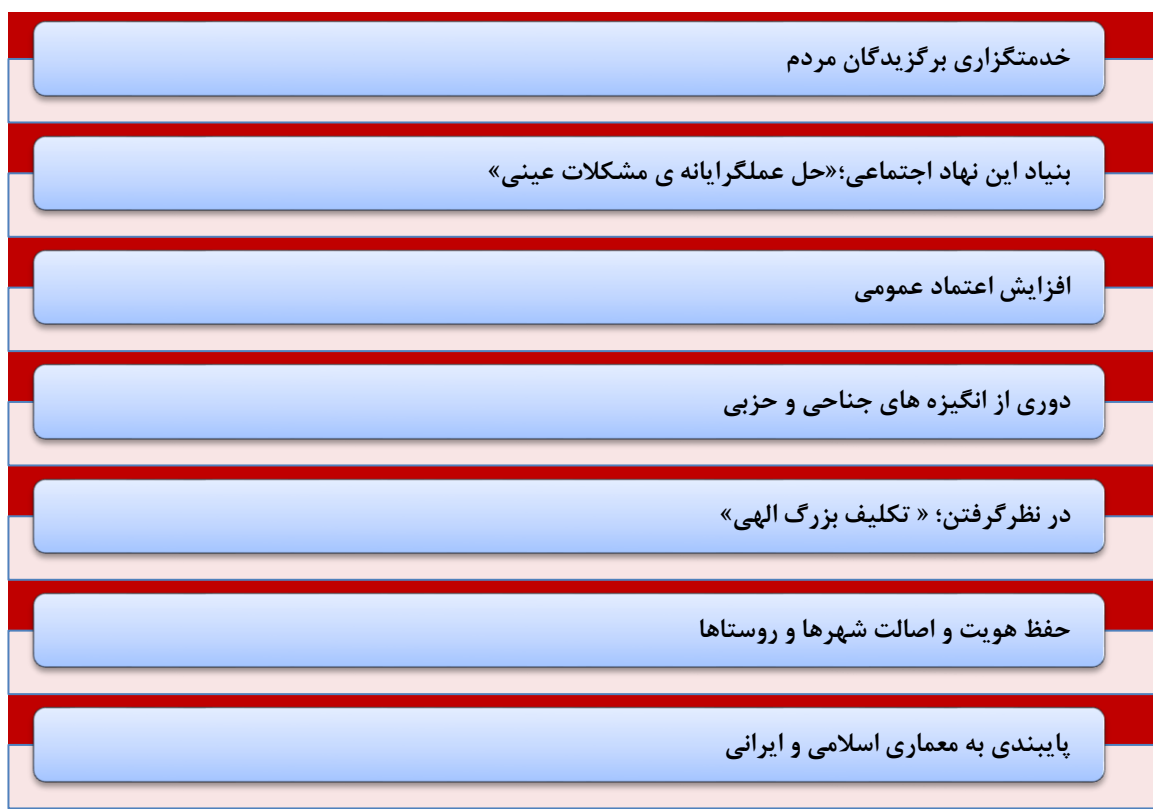 خدمتگزاری برگزیدگان مردم
بنیاد این نهاد اجتماعی؛«حل عملگرایانه ی مشکلات عینی»
افزایش اعتماد عمومی
دوری از انگیزه های جناحی و حزبی
در نظرگرفتن؛ « تکلیف بزرگ الهی»
حفظ هویت و اصالت شهرها و روستاها
پایبندی به معماری اسلامی و ایرانی